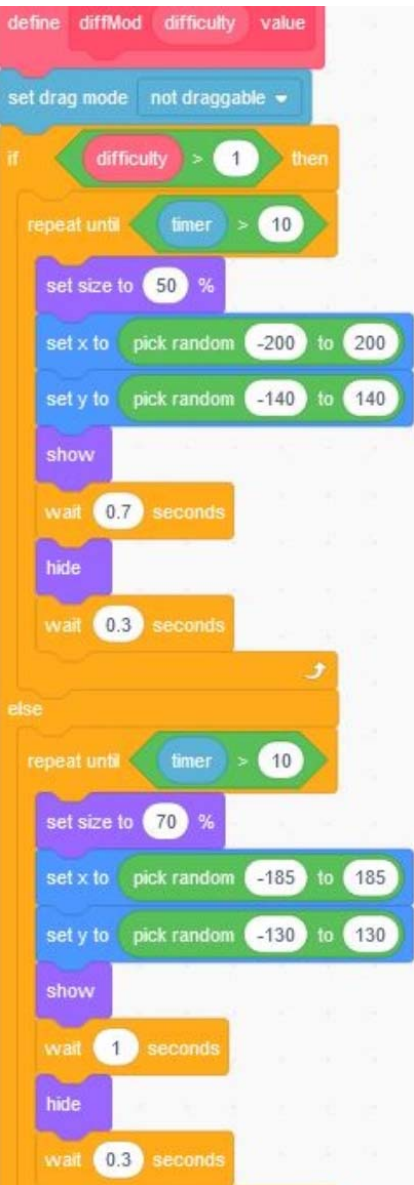 define diffMod difficulty value
set drag mode not draggable
if difficulty > 1 then
repeat until timer > 10
set size to 50 %
set x to pick random -200 to 200
set y to pick random -140 to 140
show
wait 0.7 seconds
hide
wait 0.3 seconds
else
repeat until timer > 10
set size to 70 %
set x to pick random -185 to 185
set y to pick random -130 to 130
show
wait 1 seconds
hide
wait 0.3 seconds